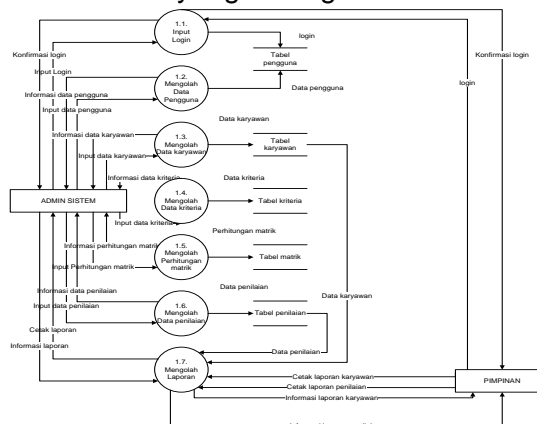 1.1.
Input
Login
login
Konfirmasi login
Konfirmasi login
Tabel
pengguna
Input Login
1.2.
Mengolah
Data
Pengguna
login
Data pengguna
Informasi data pengguna
Input data pengguna
Data karyawan
Informasi data karyawan
1.3.
Mengolah
Data karyawan
Tabel
karyawan
Input data karyawan
Informasi data kriteria
Data kriteria
1.4.
Mengolah
Data kriteria
Tabel kriteria
ADMIN SISTEM
Input data kriteria
Perhitungan matrik
Informasi perhitungan matrik
1.5.
Mengolah
Perhitungan
matrik
Tabel matrik
Input Perhitungan matrik
Data penilaian
Informasi data penilaian
Data karyawan
Input data penilaian
1.6.
Mengolah
Data penilaian
Tabel penilaian
Cetak laporan
Informasi laporan
Data penilaian
1.7.
Mengolah
Laporan
Cetak laporan karyawan
Cetak laporan penilaian
Informasi laporan karyawan
PIMPINAN